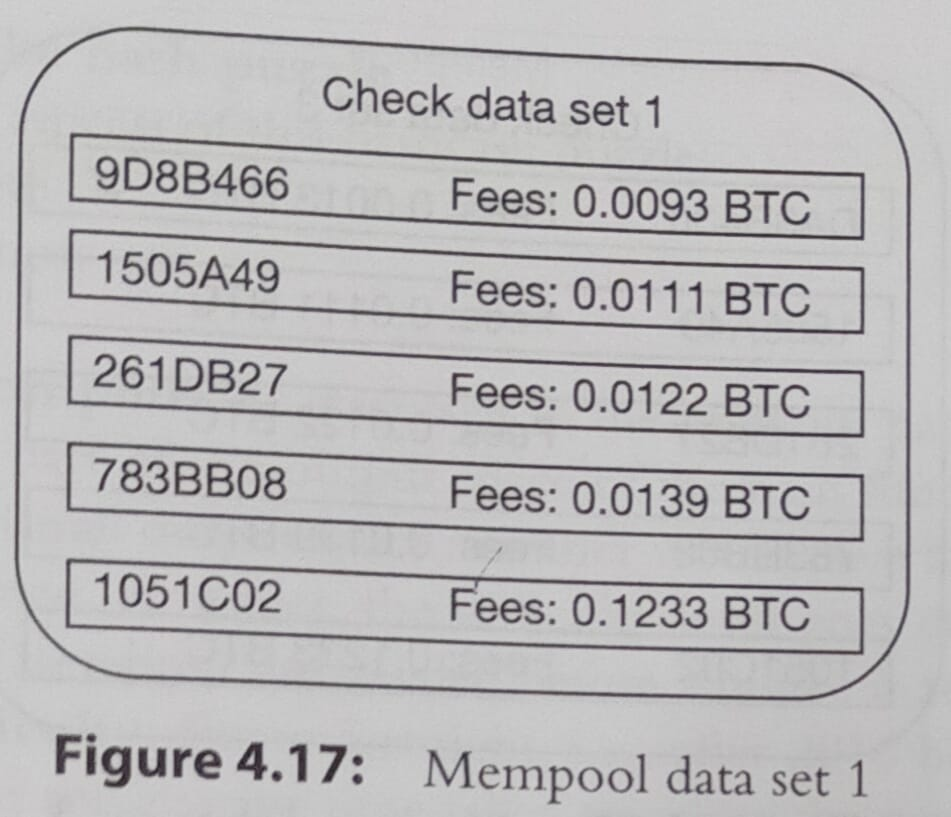 Check data set 1
9D8B466 Fees: 0.0093 BTC
1505A49 Fees: 0.0111 BTC
261DB27 Fees: 0.0122 BTC
783BB08 Fees: 0.0139 BTC
1051C02 Fees: 0.1233 BTC
Figure 4.17: Mempool data set 1